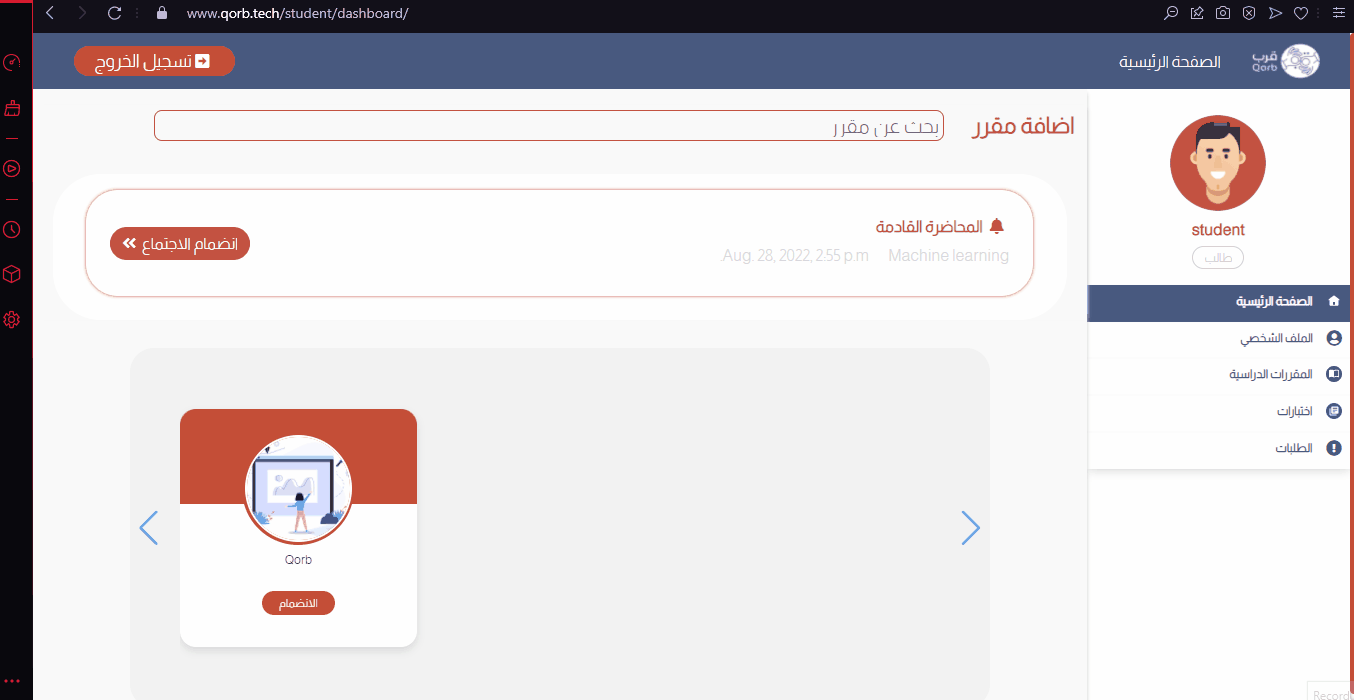 www.qorb.tech/student/dashboard/
قرب
Qorb
الصفحة الرئيسية
تسجيل الخروج
student
طالب
الصفحة الرئيسية
الملف الشخصي
المقررات الدراسية
اختبارات
الطلبات
اضافة مقرر
بحث عن مقرر
المحاضرة القادمة
Machine learning Aug. 28, 2022, 2:55 p.m.
انضمام الاجتماع
Qorb
الانضمام
Record